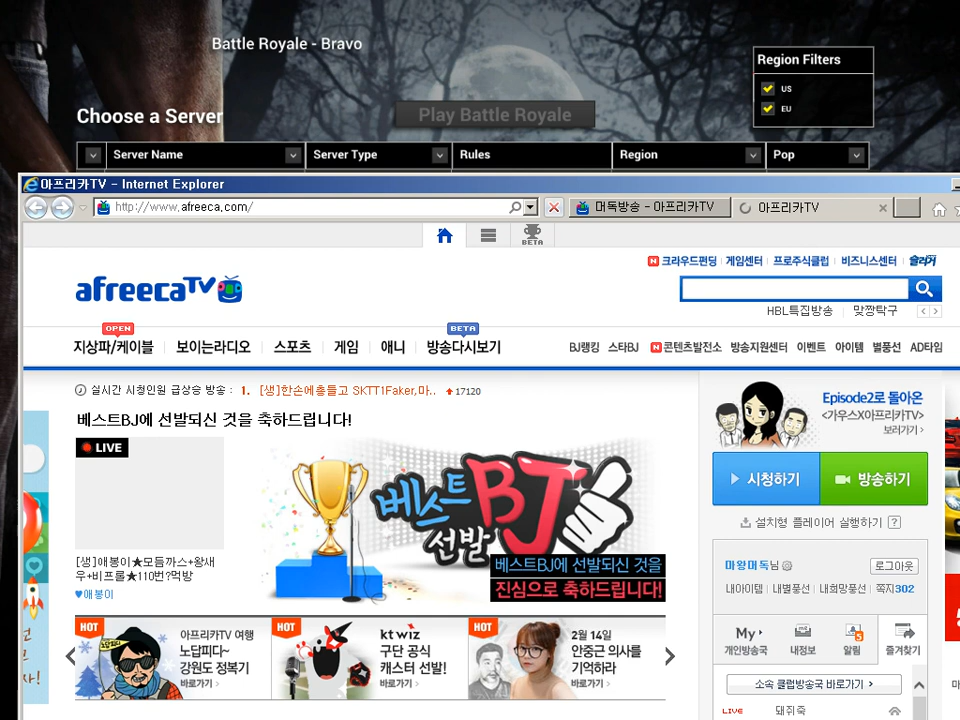 Battle Royale - Bravo
Region Filters
US
EU
Choose a Server
Play Battle Royale
Server Name
Server Type
Rules
Region
Pop
아프리카TV - Internet Explorer
http://www.afreeca.com/
머독방송 - 아프리카TV
아프리카TV
BETA
N 크라우드펀딩 게임센터 프로주식클럽 비즈니스센터
afreecaTV
HBL특집방송 맞짱탁구
OPEN
BETA
지상파/케이블 보이는라디오 스포츠 게임 애니 방송다시보기
BJ랭킹 스타BJ N 콘텐츠발전소 방송지원센터 이벤트 아이템 별풍선 AD타임
실시간 시청인원 급상승 방송 : 1. [생]한손에총들고 SKTT1Faker,마.. 17120
Episode2로 돌아온
<가우스X아프리카TV>
보러가기 >
베스트BJ에 선발되신 것을 축하드립니다!
LIVE
베스트
BJ
선발
시청하기
방송하기
설치형 플레이어 실행하기 ?
베스트BJ에 선발되신 것을
진심으로 축하드립니다!
[생]애봉이★모듬까스+왕새
우+비프롤★110번?먹방
♥애봉이
마왕머독님
로그아웃
내아이템 내별풍선 내희망풍선 쪽지302
HOT
노답피디
아프리카TV 여행
노답피디~
강원도 정복기
바로가기 >
HOT
kt wiz
구단 공식
캐스터 선발!
바로가기 >
HOT
2월 14일
안중근 의사를
기억하라
바로가기 >
My
개인방송국
내정보
5
알림
즐겨찾기
소속 클럽방송국 바로가기 >
LIVE 돼쥐죽